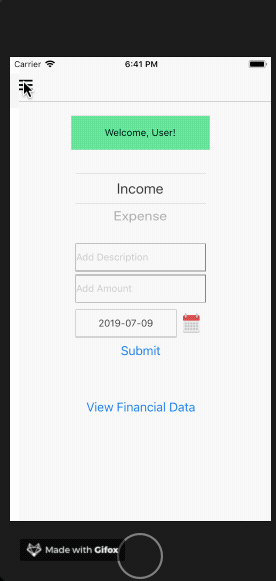 Carrier 6:41 PM
Welcome, User!
Income
Expense
Add Description
Add Amount
2019-07-09
Submit
View Financial Data
Made with Gifox